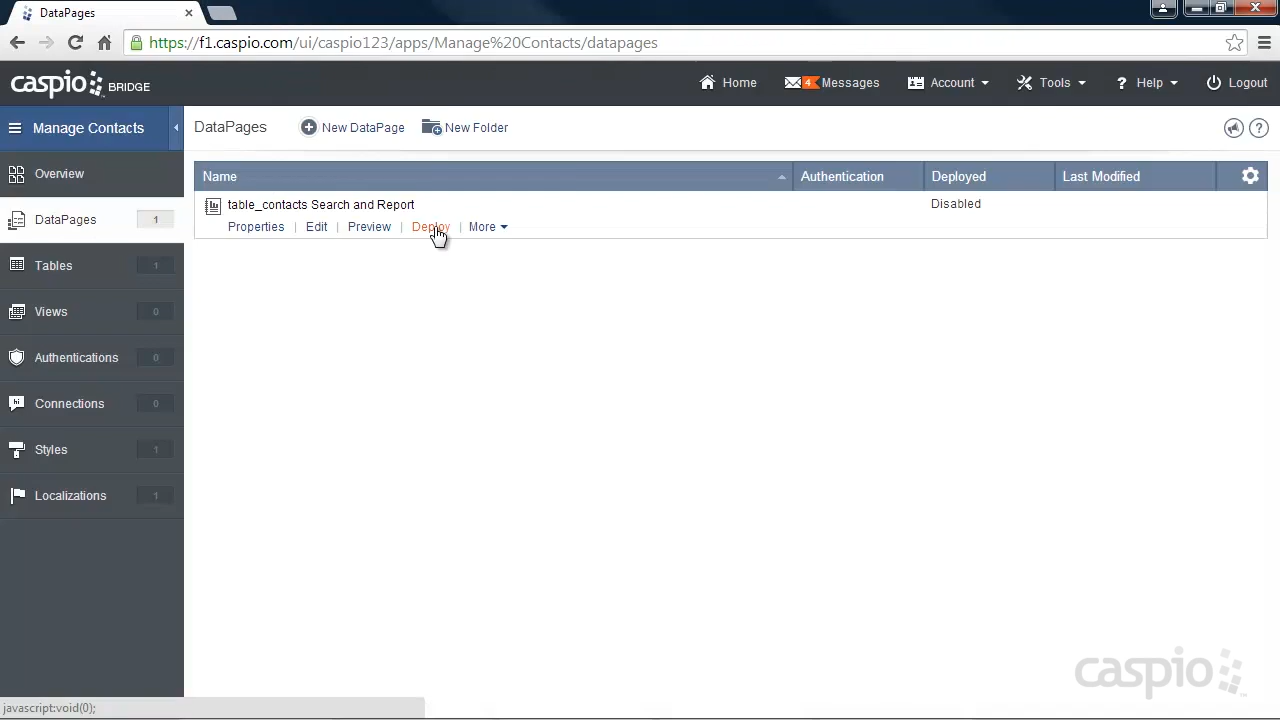 DataPages
https://f1.caspio.com/ui/caspio123/apps/Manage%20Contacts/datapages
caspio BRIDGE
Home
4 Messages
Account
Tools
? Help
Logout
Manage Contacts
DataPages
New DataPage
New Folder
?
Overview
DataPages 1
Tables 1
Views 0
Authentications 0
hi Connections 0
Styles 1
Localizations 1
Name Authentication Deployed Last Modified
table_contacts Search and Report Disabled
Properties | Edit | Preview | Deploy | More
caspio
javascript:void(0);